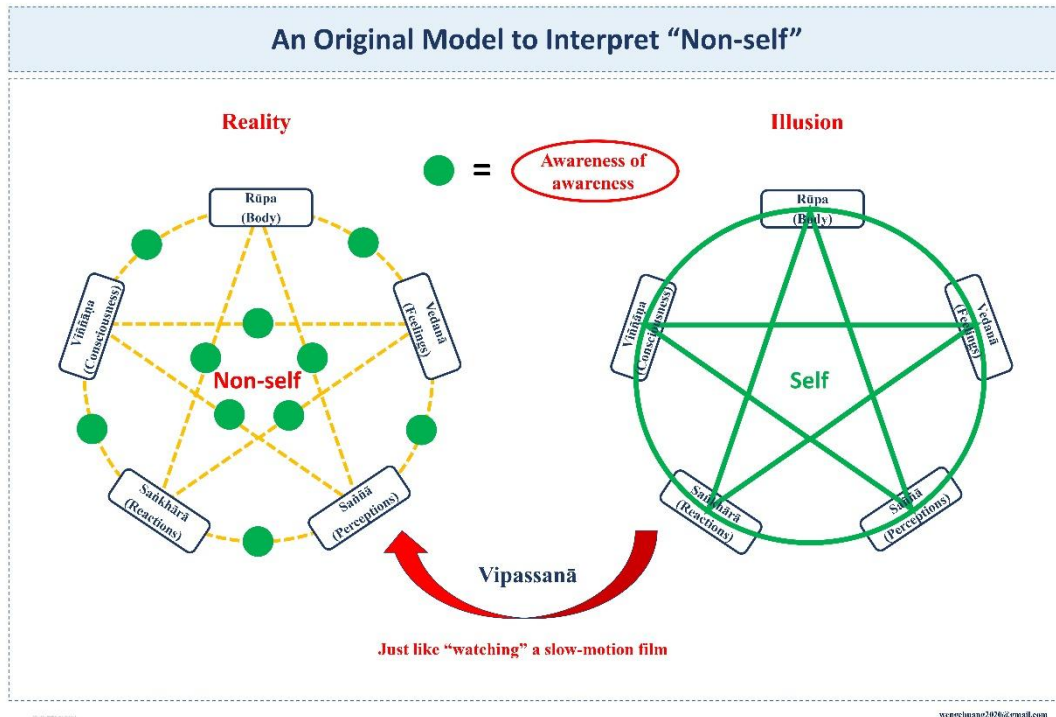 An Original Model to Interpret “Non-self”
Reality
Illusion
=
Awareness of
awareness
Rūpa
(Body)
Viññāṇa
(Consciousness)
Vedanā
(Feelings)
Non-self
Saṅkhārā
(Reactions)
Saññā
(Perceptions)
Rūpa
(Body)
Viññāṇa
(Consciousness)
Vedanā
(Feelings)
Self
Saṅkhārā
(Reactions)
Saññā
(Perceptions)
Vipassanā
Just like “watching” a slow-motion film